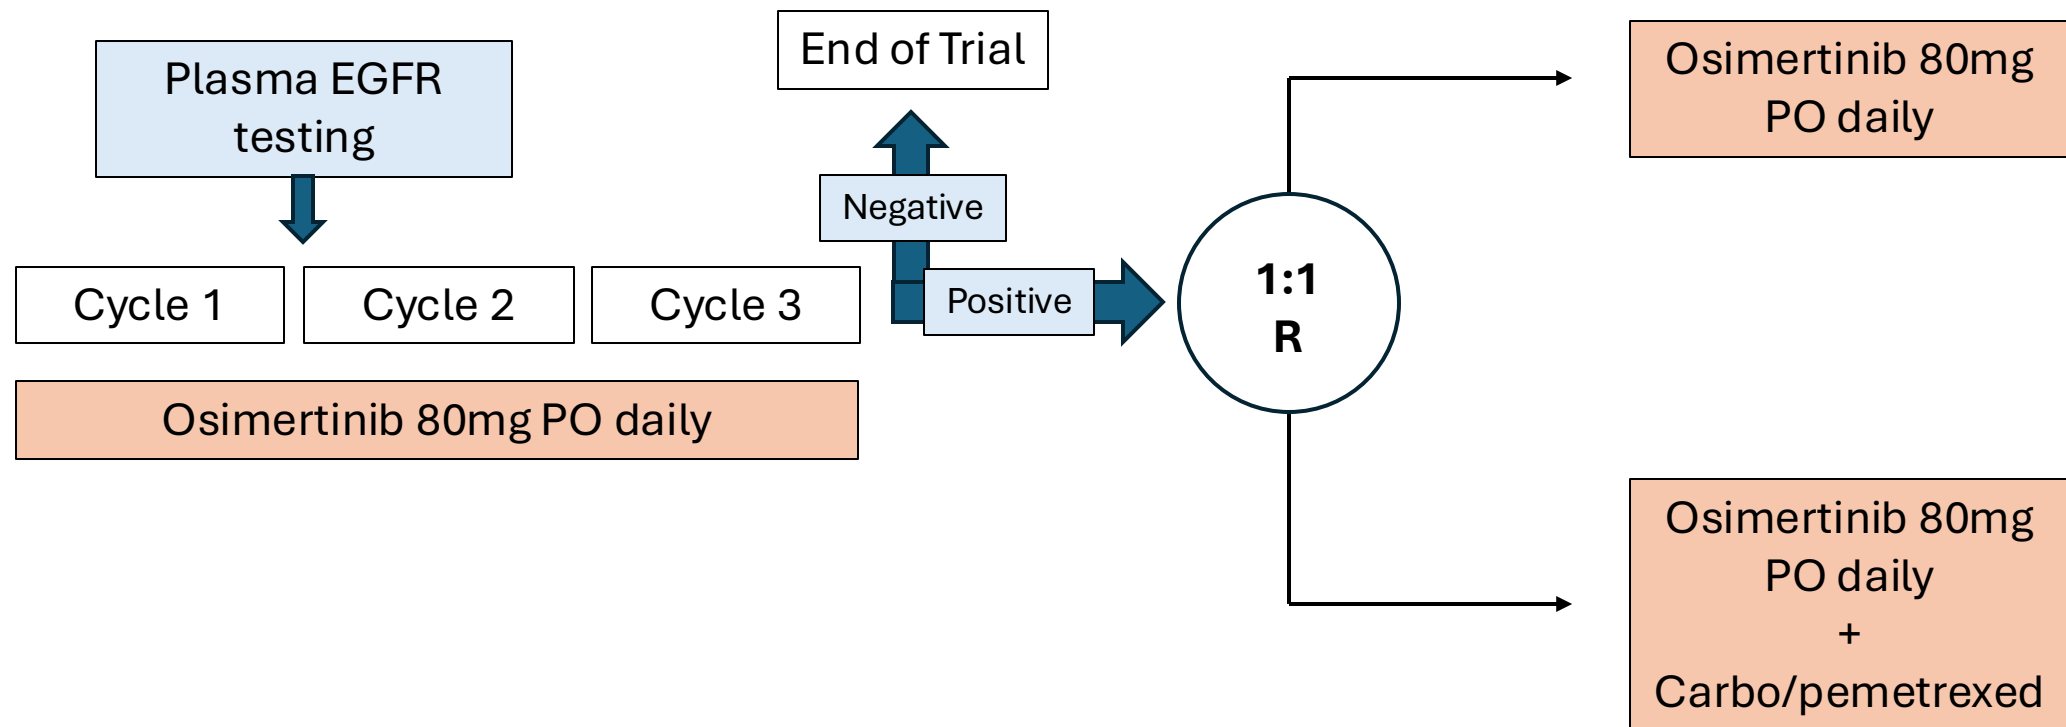 Plasma EGFR
testing
End of Trial
Negative
Positive
Cycle 1
Cycle 2
Cycle 3
Osimertinib 80mg PO daily
1:1
R
Osimertinib 80mg
PO daily
Osimertinib 80mg
PO daily
+
Carbo/pemetrexed